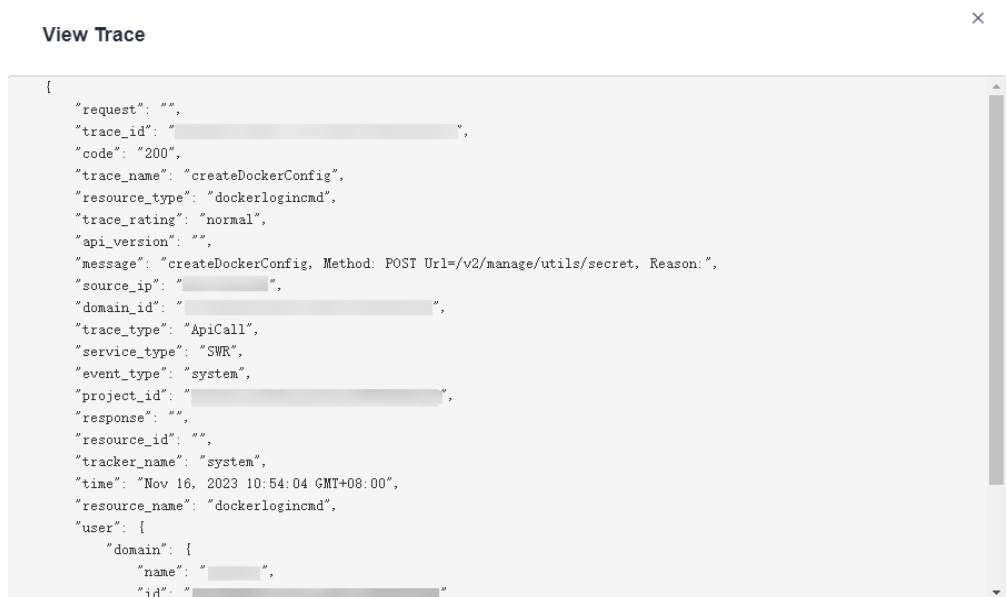 View Trace
×
{
"request": "",
"trace_id": "",
"code": "200",
"trace_name": "createDockerConfig",
"resource_type": "dockerlogincmd",
"trace_rating": "normal",
"api_version": "",
"message": "createDockerConfig, Method: POST Url=/v2/manage/utils/secret, Reason:",
"source_ip": "",
"domain_id": "",
"trace_type": "ApiCall",
"service_type": "SWR",
"event_type": "system",
"project_id": "",
"response": "",
"resource_id": "",
"tracker_name": "system",
"time": "Nov 16, 2023 10:54:04 GMT+08:00",
"resource_name": "dockerlogincmd",
"user": {
"domain": {
"name": "",
"id": ""